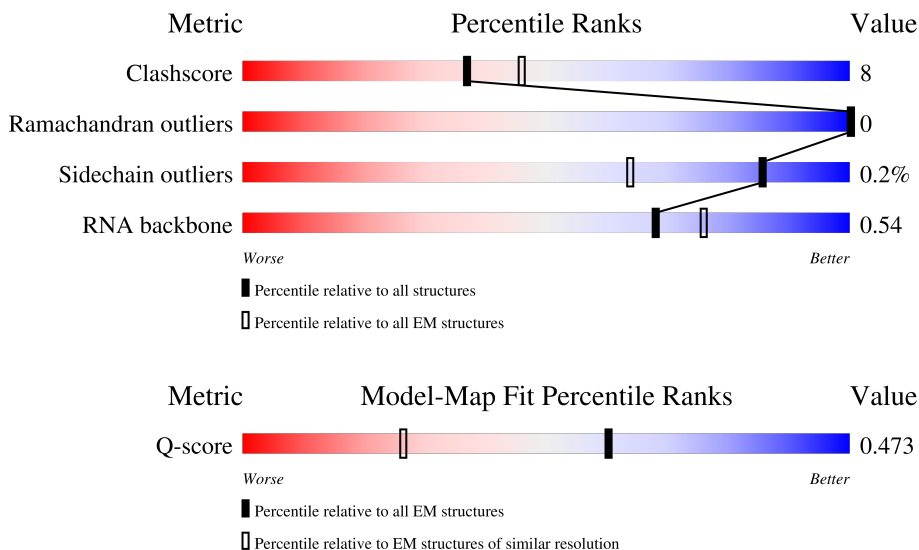 Metric Percentile Ranks Value
Clashscore 8
Ramachandran outliers 0
Sidechain outliers 0.2%
RNA backbone 0.54
Worse Better
Percentile relative to all structures
Percentile relative to all EM structures
Metric Model-Map Fit Percentile Ranks Value
Q-score 0.473
Worse Better
Percentile relative to all EM structures
Percentile relative to EM structures of similar resolution